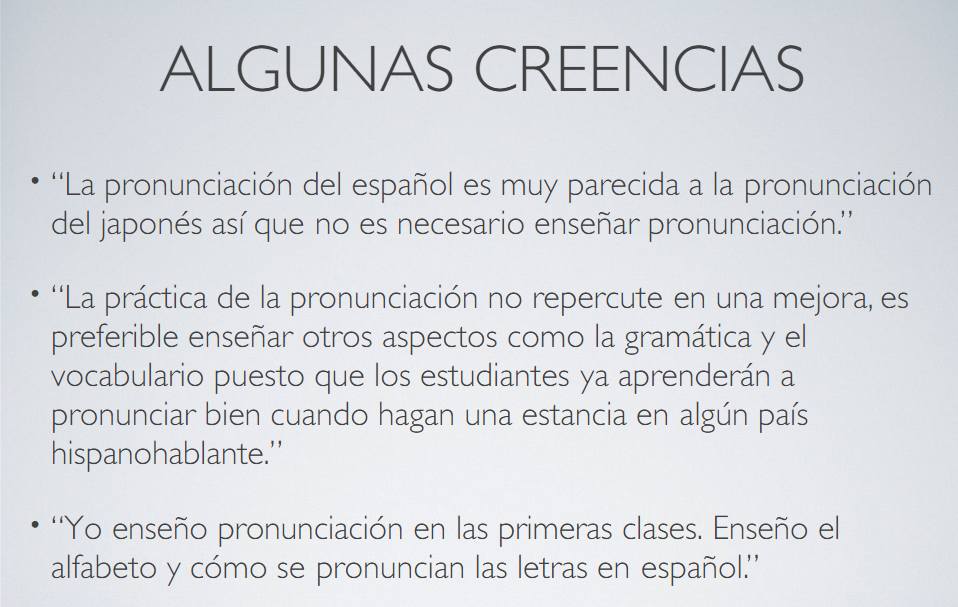 ALGUNAS CREENCIAS
• “La pronunciación del español es muy parecida a la pronunciación
del japonés así que no es necesario enseñar pronunciación.”
• “La práctica de la pronunciación no repercute en una mejora, es
preferible enseñar otros aspectos como la gramática y el
vocabulario puesto que los estudiantes ya aprenderán a
pronunciar bien cuando hagan una estancia en algún país
hispanohablante.”
• “Yo enseño pronunciación en las primeras clases. Enseño el
alfabeto y cómo se pronuncian las letras en español.”